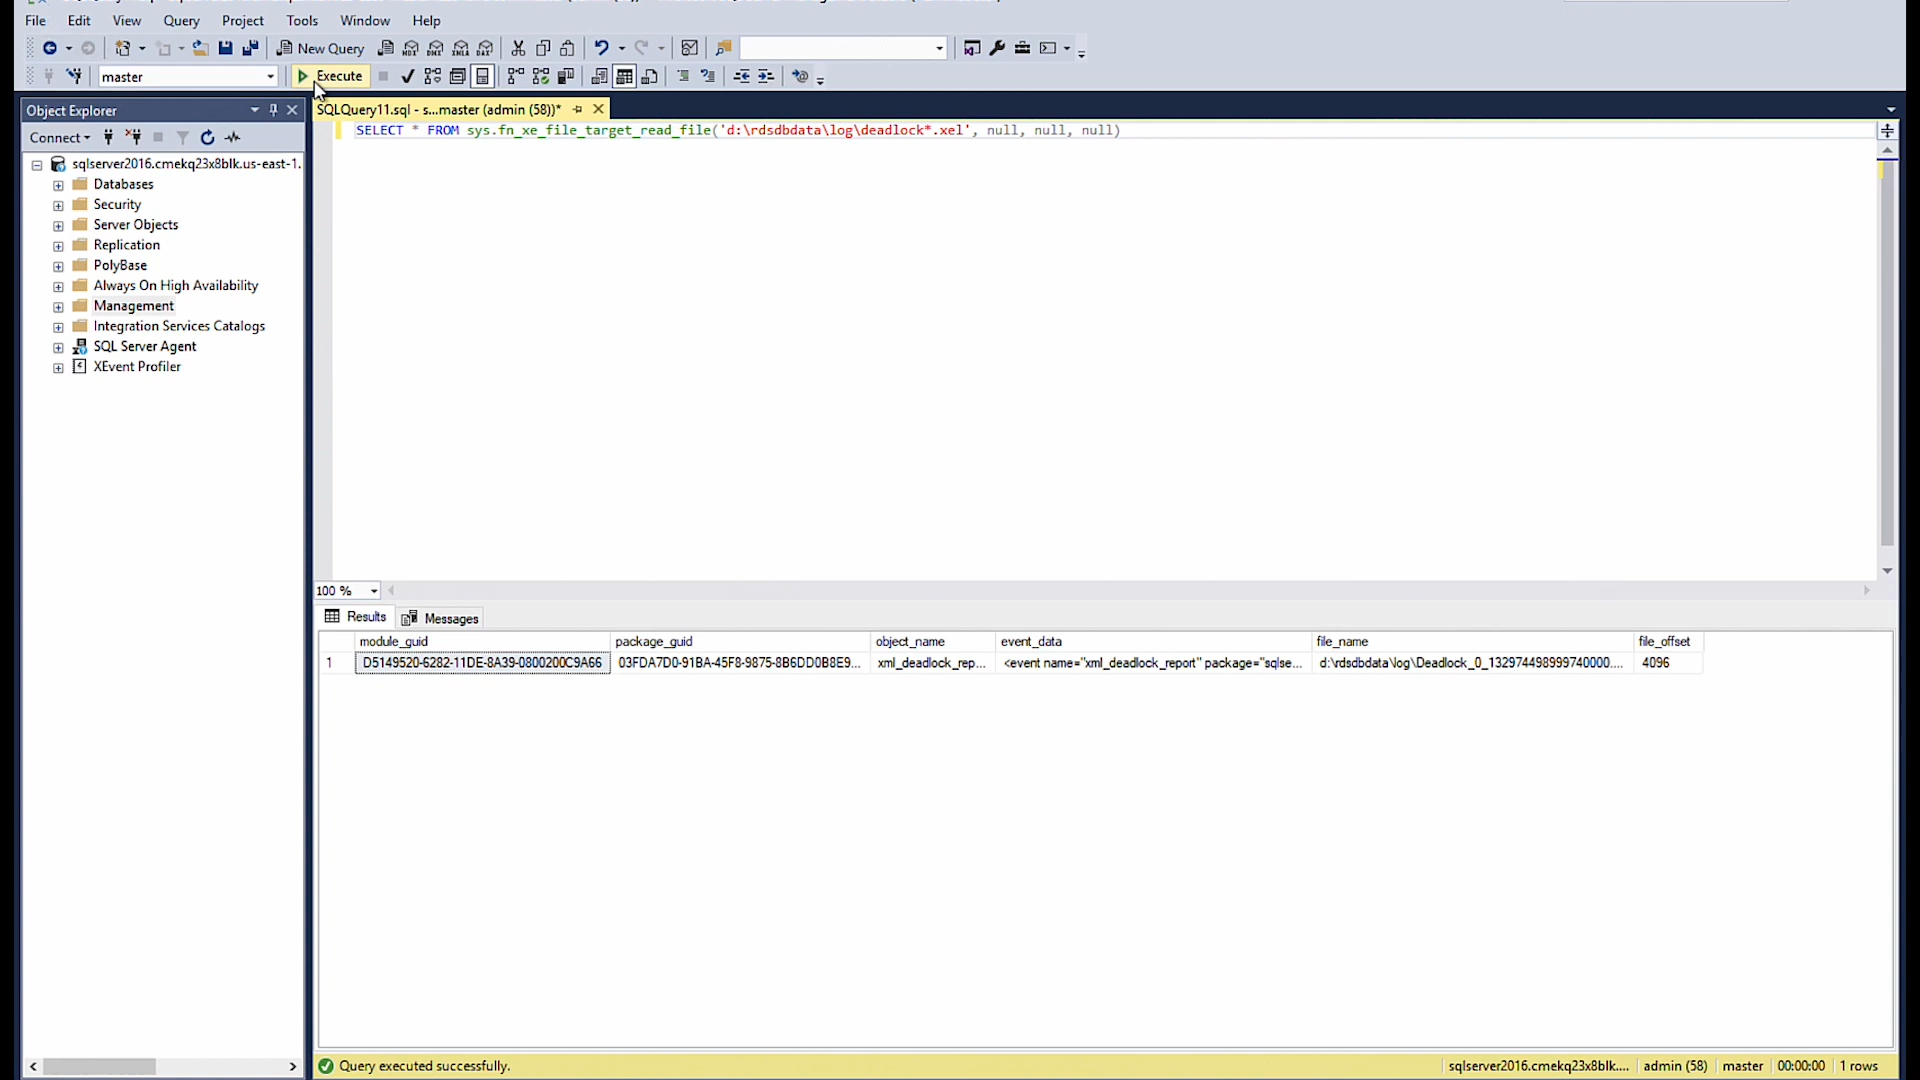 File Edit View Query Project Tools Window Help
New Query
master Execute
Object Explorer
SQLQuery11.sql - s...master (admin (58))*
Connect
SELECT * FROM sys.fn_xe_file_target_read_file('d:\rdsdbdata\log\deadlock*.xel', null, null, null)
sqlserver2016.cmekq23x8blk.us-east-1.
Databases
Security
Server Objects
Replication
PolyBase
Always On High Availability
Management
Integration Services Catalogs
SQL Server Agent
XEvent Profiler
100 %
Results Messages
module_guid package_guid object_name event_data file_name file_offset
1 D5149520-6282-11DE-8A39-0800200C9A66 03FDA7D0-91BA-45F8-9875-8B6DD0B8E9... xml_deadlock_rep... <event name="xml_deadlock_report" package="sqlse... d:\rdsdbdata\log\Deadlock_0_132974498999740000.... 4096
Query executed successfully. sqlserver2016.cmekq23x8blk.... admin (58) master 00:00:00 1 rows